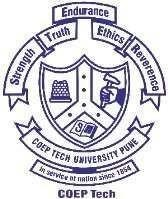 Endurance
Truth
Ethics
Strength
Reverence
COEP TECH UNIVERSITY PUNE
In service of nation since 1854
COEP Tech